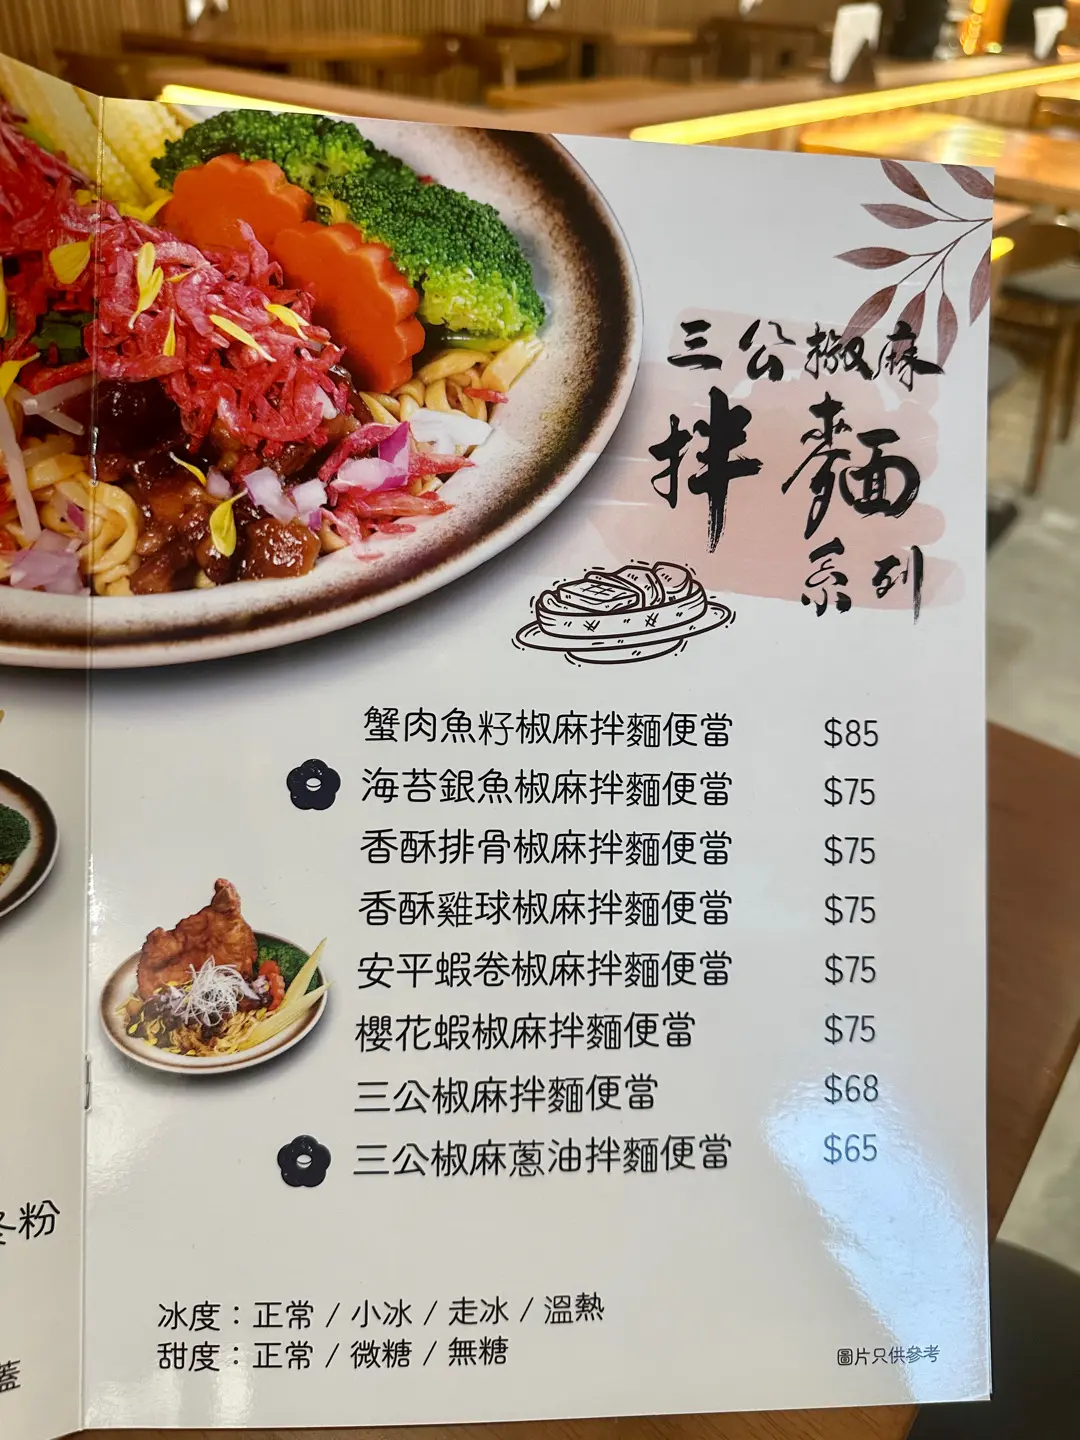 三公椒麻
拌麵
系列
蟹肉魚籽椒麻拌麵便當 $85
海苔銀魚椒麻拌麵便當 $75
香酥排骨椒麻拌麵便當 $75
香酥雞球椒麻拌麵便當 $75
安平蝦卷椒麻拌麵便當 $75
櫻花蝦椒麻拌麵便當 $75
三公椒麻拌麵便當 $68
三公椒麻蔥油拌麵便當 $65
冬粉
冰度：正常 / 小冰 / 走冰 / 溫熱
甜度：正常 / 微糖 / 無糖
圖片只供參考